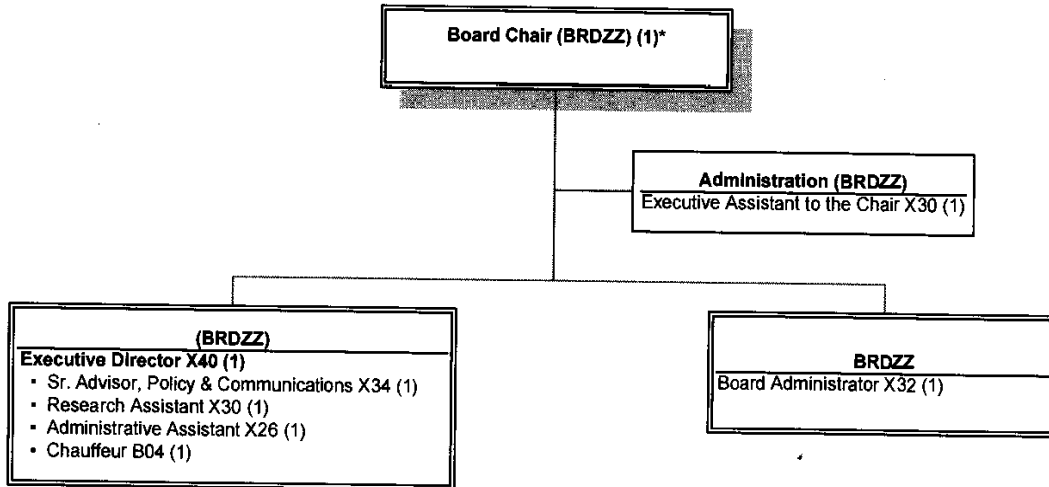 Board Chair (BRDZZ) (1)*
Administration (BRDZZ)
Executive Assistant to the Chair X30 (1)
(BRDZZ)
Executive Director X40 (1)
▪ Sr. Advisor, Policy & Communications X34 (1)
▪ Research Assistant X30 (1)
▪ Administrative Assistant X26 (1)
▪ Chauffeur B04 (1)
BRDZZ
Board Administrator X32 (1)